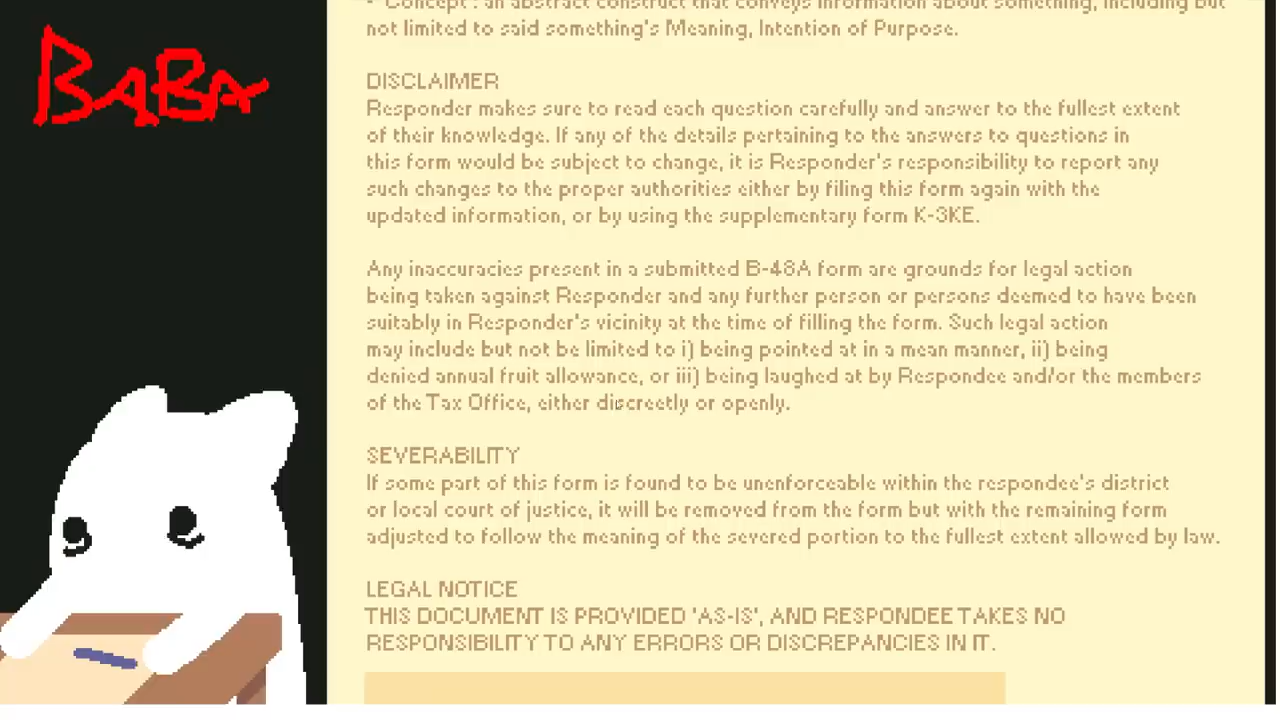 BABA
-"Concept": an abstract construct that conveys information about something, including but
not limited to said something's Meaning, Intention of Purpose.
DISCLAIMER
Responder makes sure to read each question carefully and answer to the fullest extent
of their knowledge. If any of the details pertaining to the answers to questions in
this form would be subject to change, it is Responder's responsibility to report any
such changes to the proper authorities either by filing this form again with the
updated information, or by using the supplementary form K-3KE.
Any inaccuracies present in a submitted B-48A form are grounds for legal action
being taken against Responder and any further person or persons deemed to have been
suitably in Responder's vicinity at the time of filling the form. Such legal action
may include but not be limited to i) being pointed at in a mean manner, ii) being
denied annual fruit allowance, or iii) being laughed at by Respondee and/or the members
of the Tax Office, either discreetly or openly.
SEVERABILITY
If some part of this form is found to be unenforceable within the respondee's district
or local court of justice, it will be removed from the form but with the remaining form
adjusted to follow the meaning of the severed portion to the fullest extent allowed by law.
LEGAL NOTICE
THIS DOCUMENT IS PROVIDED 'AS-IS', AND RESPONDEE TAKES NO
RESPONSIBILITY TO ANY ERRORS OR DISCREPANCIES IN IT.